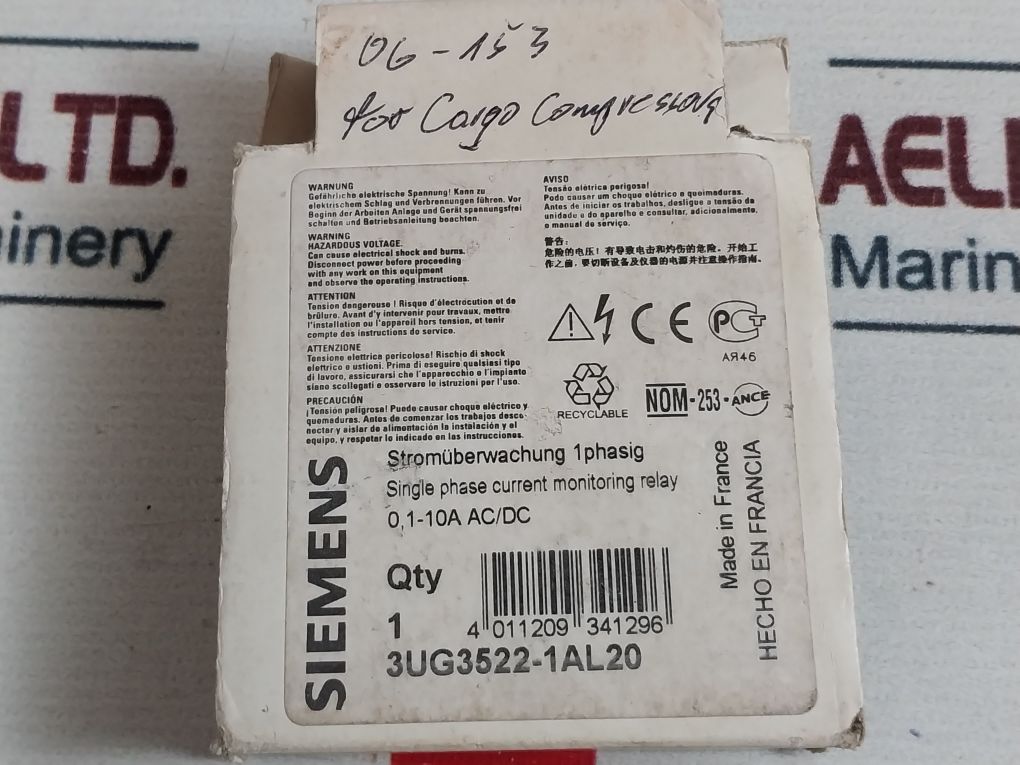 06-153
for Cargo Compressors
LTD.
AEL
hinery
Marin
WARNUNG
Gefährliche elektrische Spannung! Kann zu
elektrischem Schlag und Verbrennungen führen. Vor
Beginn der Arbeiten Anlage und Gerät spannungsfrei
schalten und Betriebsanleitung beachten.
WARNING
HAZARDOUS VOLTAGE.
Can cause electrical shock and burns.
Disconnect power before proceeding
with any work on this equipment
and observe the operating instructions.
ATTENTION
Tension dangereuse ! Risque d'électrocution et de
brûlure. Avant d'y intervenir pour travaux, mettre
l'installation ou l'appareil hors tension, et tenir
compte des instructions de service.
ATTENZIONE
Tensione elettrica pericolosa! Rischio di shock
elettrico e ustioni. Prima di eseguire qualsiasi tipo
di lavoro, assicurarsi che l'apparecchio e l'impianto
siano scollegati e osservare le istruzioni per l'uso.
PRECAUCIÓN
¡Tensión peligrosa! Puede causar choque eléctrico y
quemaduras. Antes de comenzar los trabajos desco-
nectar y aislar de alimentación la instalación y el
equipo, y respetar lo indicado en las instrucciones.
AVISO
Tensão elétrica perigosa!
Pode causar um choque elétrico e queimaduras.
Antes de iniciar os trabalhos, desligue a tensão da
unidade e do aparelho e consultar, adicionalmente,
o manual do serviço.
警告:
危险的电压! 有导致电击和灼伤的危险。开始工
作之前,要切断设备及仪器的电源并注意操作指南。
CE
PCT
АЯ46
RECYCLABLE
NOM-253-ANCE
SIEMENS
Stromüberwachung 1phasig
Single phase current monitoring relay
0,1-10A AC/DC
Qty
1
4 011209 341296
3UG3522-1AL20
Made in France
HECHO EN FRANCIA